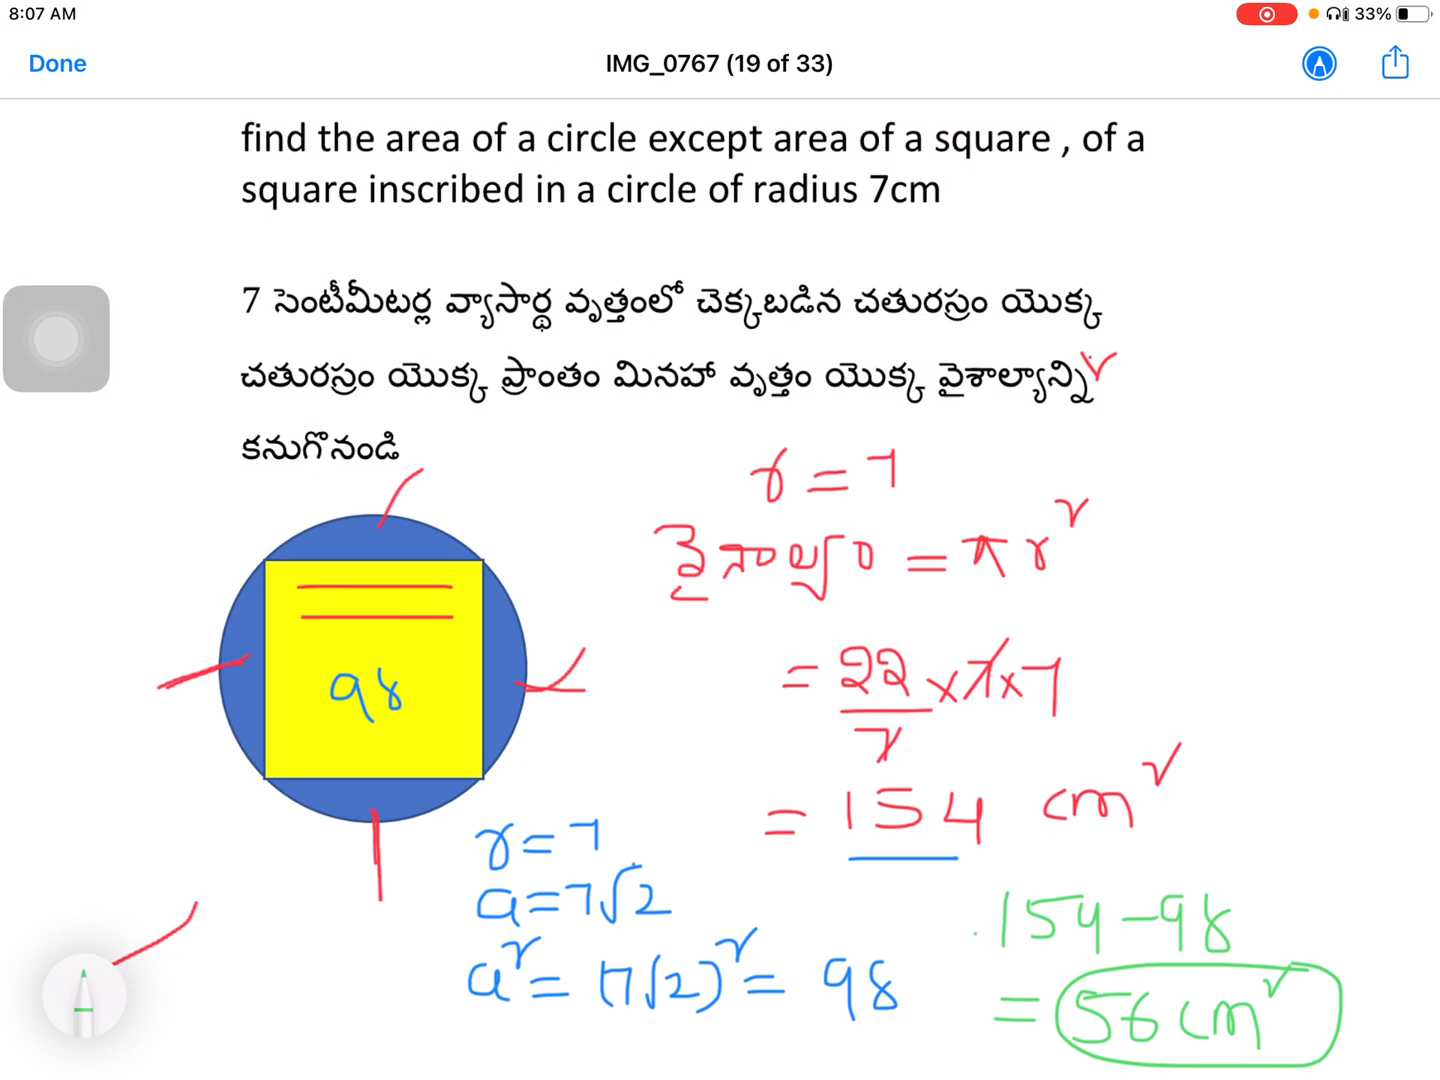 8:07 AM
33%
Done
IMG_0767 (19 of 33)
find the area of a circle except area of a square , of a
square inscribed in a circle of radius 7cm
7 సెంటీమీటర్ల వ్యాసార్థ వృత్తంలో చెక్కబడిన చతురస్రం యొక్క
చతురస్రం యొక్క ప్రాంతం మినహా వృత్తం యొక్క వైశాల్యాన్ని
కనుగొనండి
r = 7
వైశాల్యం = πr²
= 22/7 × 7 × 7
= 154 cm²
98
r = 7
a = 7√2
a² = (7√2)² = 98
154 - 98
= 56 cm²